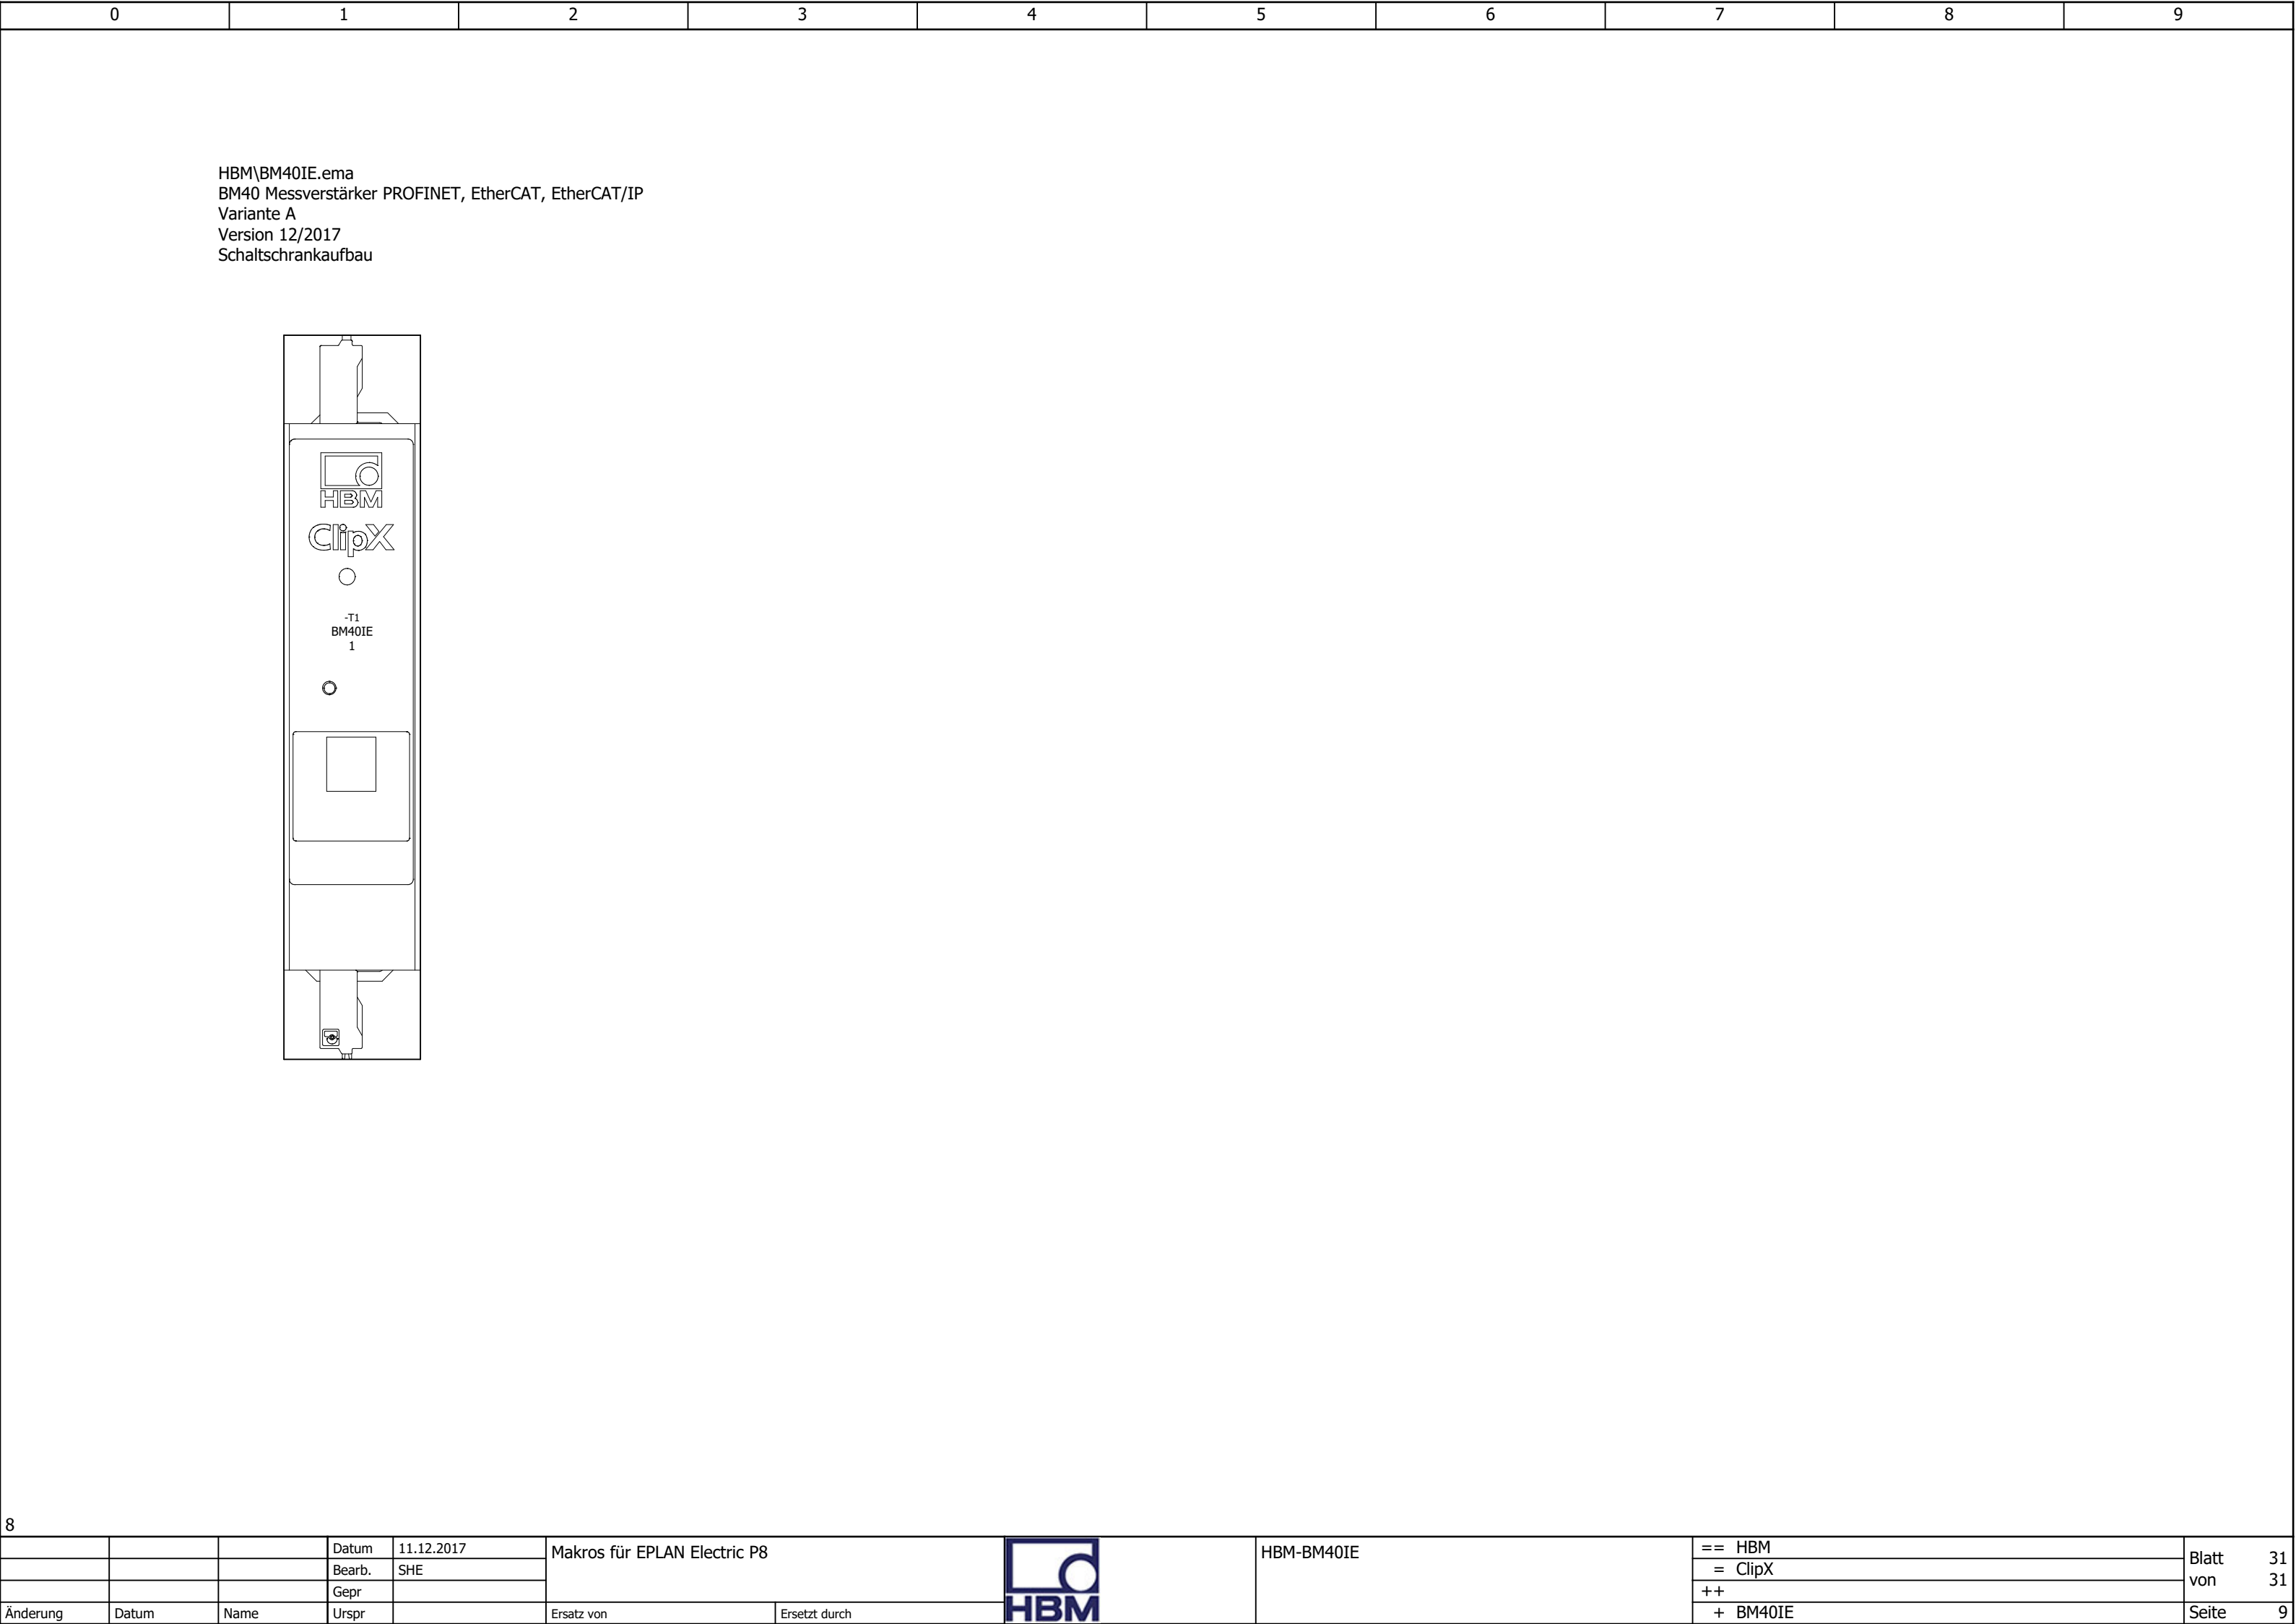 0 1 2 3 4 5 6 7 8 9
HBM\BM40IE.ema
BM40 Messverstärker PROFINET, EtherCAT, EtherCAT/IP
Variante A
Version 12/2017
Schaltschrankaufbau
HBM
ClipX
-T1
BM40IE
1
8
Datum 11.12.2017
Bearb. SHE
Gepr
Änderung Datum Name Urspr
Makros für EPLAN Electric P8
Ersatz von Ersetzt durch
HBM
HBM-BM40IE
== HBM
= ClipX
++
+ BM40IE
Blatt 31
von 31
Seite 9